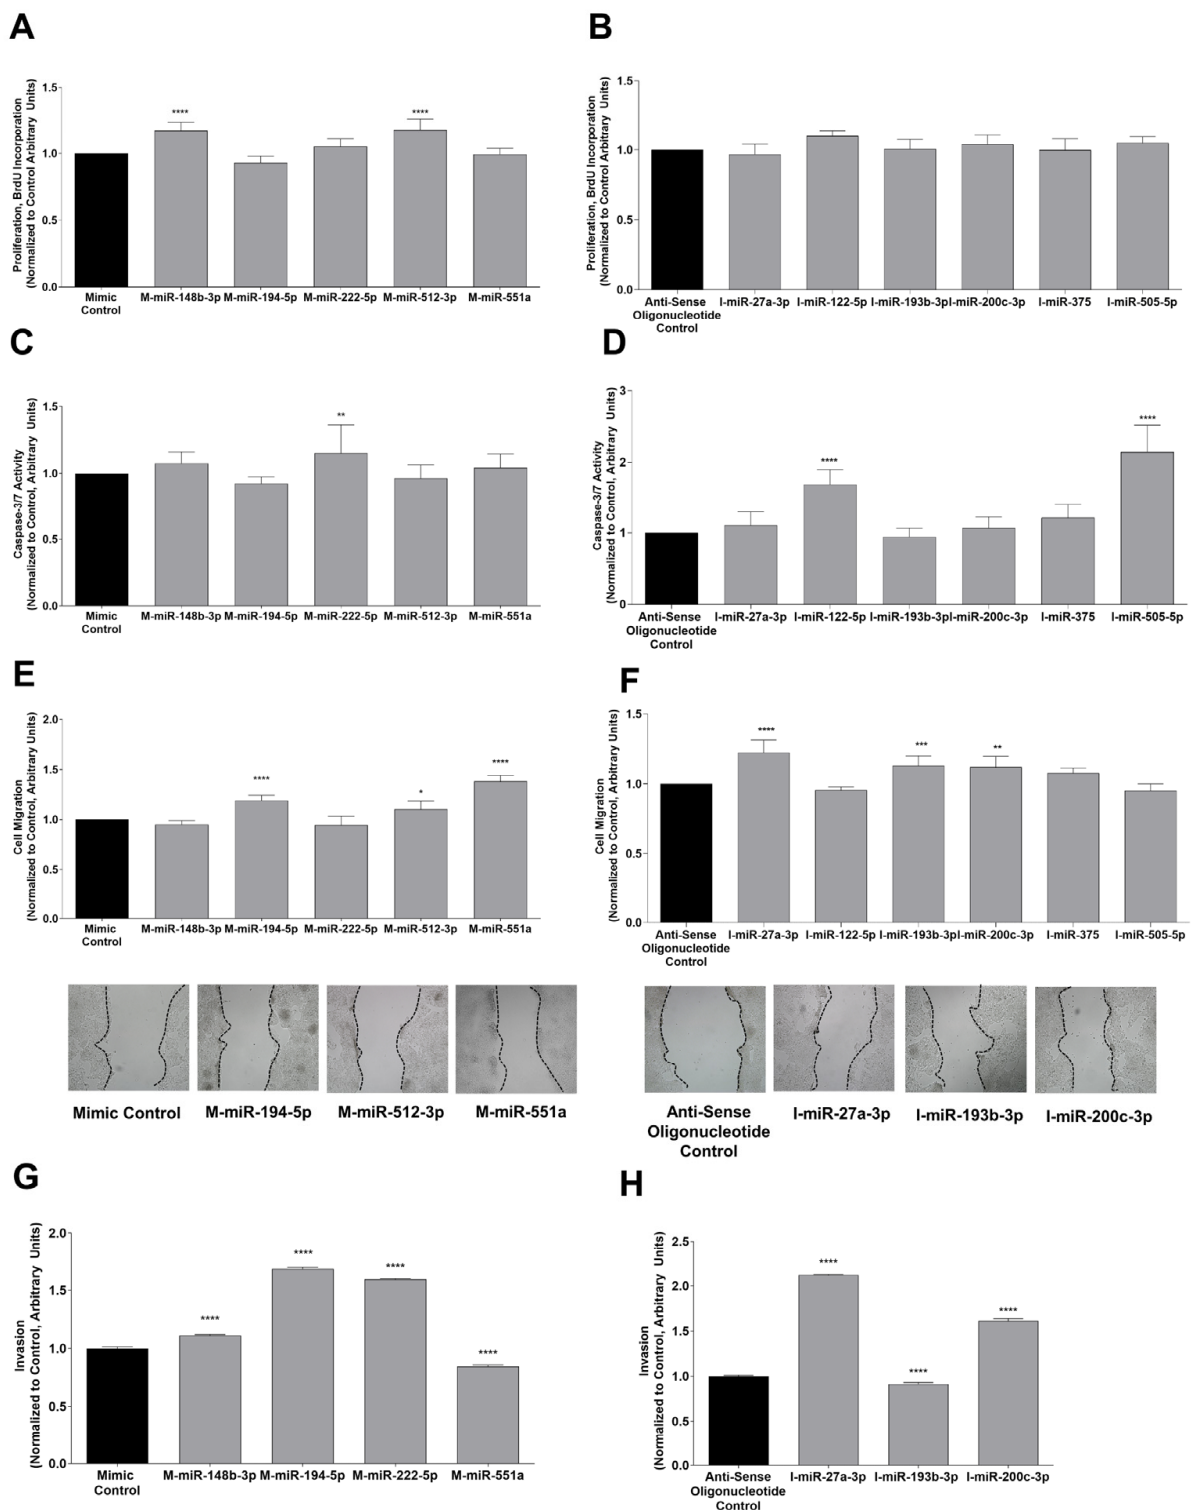 A
Proliferation, BrdU Incorporation
(Normalized to Control Arbitrary Units)
1.5
1.0
0.5
0.0
****
****
Mimic
Control
M-miR-148b-3p
M-miR-194-5p
M-miR-222-5p
M-miR-512-3p
M-miR-551a
B
Proliferation, BrdU Incorporation
(Normalized to Control Arbitrary Units)
1.5
1.0
0.5
0.0
Anti-Sense
Oligonucleotide
Control
I-miR-27a-3p
I-miR-122-5p
I-miR-193b-3p
I-miR-200c-3p
I-miR-375
I-miR-505-5p
C
Caspase-3/7 Activity
(Normalized to Control, Arbitrary Units)
1.5
1.0
0.5
0.0
**
Mimic
Control
M-miR-148b-3p
M-miR-194-5p
M-miR-222-5p
M-miR-512-3p
M-miR-551a
D
Caspase-3/7 Activity
(Normalized to Control, Arbitrary Units)
3
2
1
0
****
****
Anti-Sense
Oligonucleotide
Control
I-miR-27a-3p
I-miR-122-5p
I-miR-193b-3p
I-miR-200c-3p
I-miR-375
I-miR-505-5p
E
Cell Migration
(Normalized to Control, Arbitrary Units)
2.0
1.5
1.0
0.5
0.0
****
*
****
Mimic
Control
M-miR-148b-3p
M-miR-194-5p
M-miR-222-5p
M-miR-512-3p
M-miR-551a
Mimic Control
M-miR-194-5p
M-miR-512-3p
M-miR-551a
F
Cell Migration
(Normalized to Control, Arbitrary Units)
1.5
1.0
0.5
0.0
****
***
**
Anti-Sense
Oligonucleotide
Control
I-miR-27a-3p
I-miR-122-5p
I-miR-193b-3p
I-miR-200c-3p
I-miR-375
I-miR-505-5p
Anti-Sense
Oligonucleotide
Control
I-miR-27a-3p
I-miR-193b-3p
I-miR-200c-3p
G
Invasion
(Normalized to Control, Arbitrary Units)
2.0
1.5
1.0
0.5
0.0
****
****
****
****
Mimic
Control
M-miR-148b-3p
M-miR-194-5p
M-miR-222-5p
M-miR-551a
H
Invasion
(Normalized to Control, Arbitrary Units)
2.5
2.0
1.5
1.0
0.5
0.0
****
****
****
Anti-Sense
Oligonucleotide
Control
I-miR-27a-3p
I-miR-193b-3p
I-miR-200c-3p